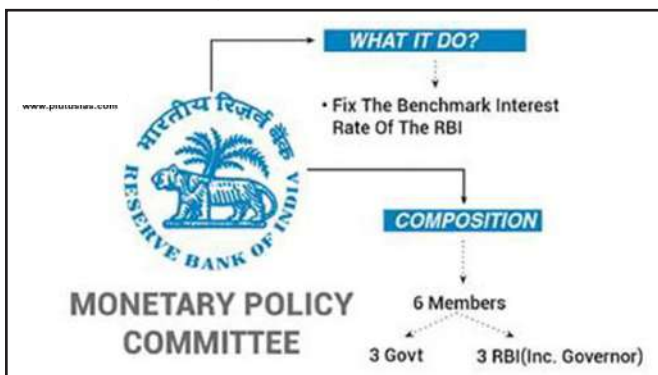 WHAT IT DO?
www.plutusias.com
• Fix The Benchmark Interest
Rate Of The RBI
भारतीय रिज़र्व बैंक
RESERVE BANK OF INDIA
COMPOSITION
MONETARY POLICY
COMMITTEE
6 Members
3 Govt
3 RBI(Inc. Governor)